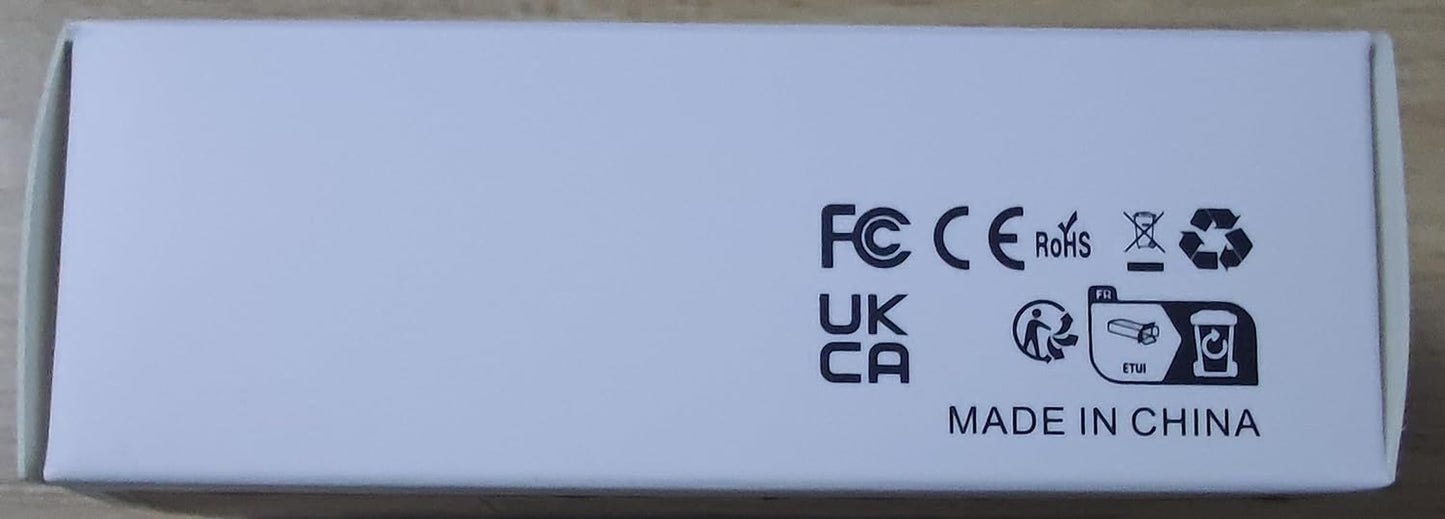 FC CE RoHS
UK
CA
FR
ETUI
MADE IN CHINA